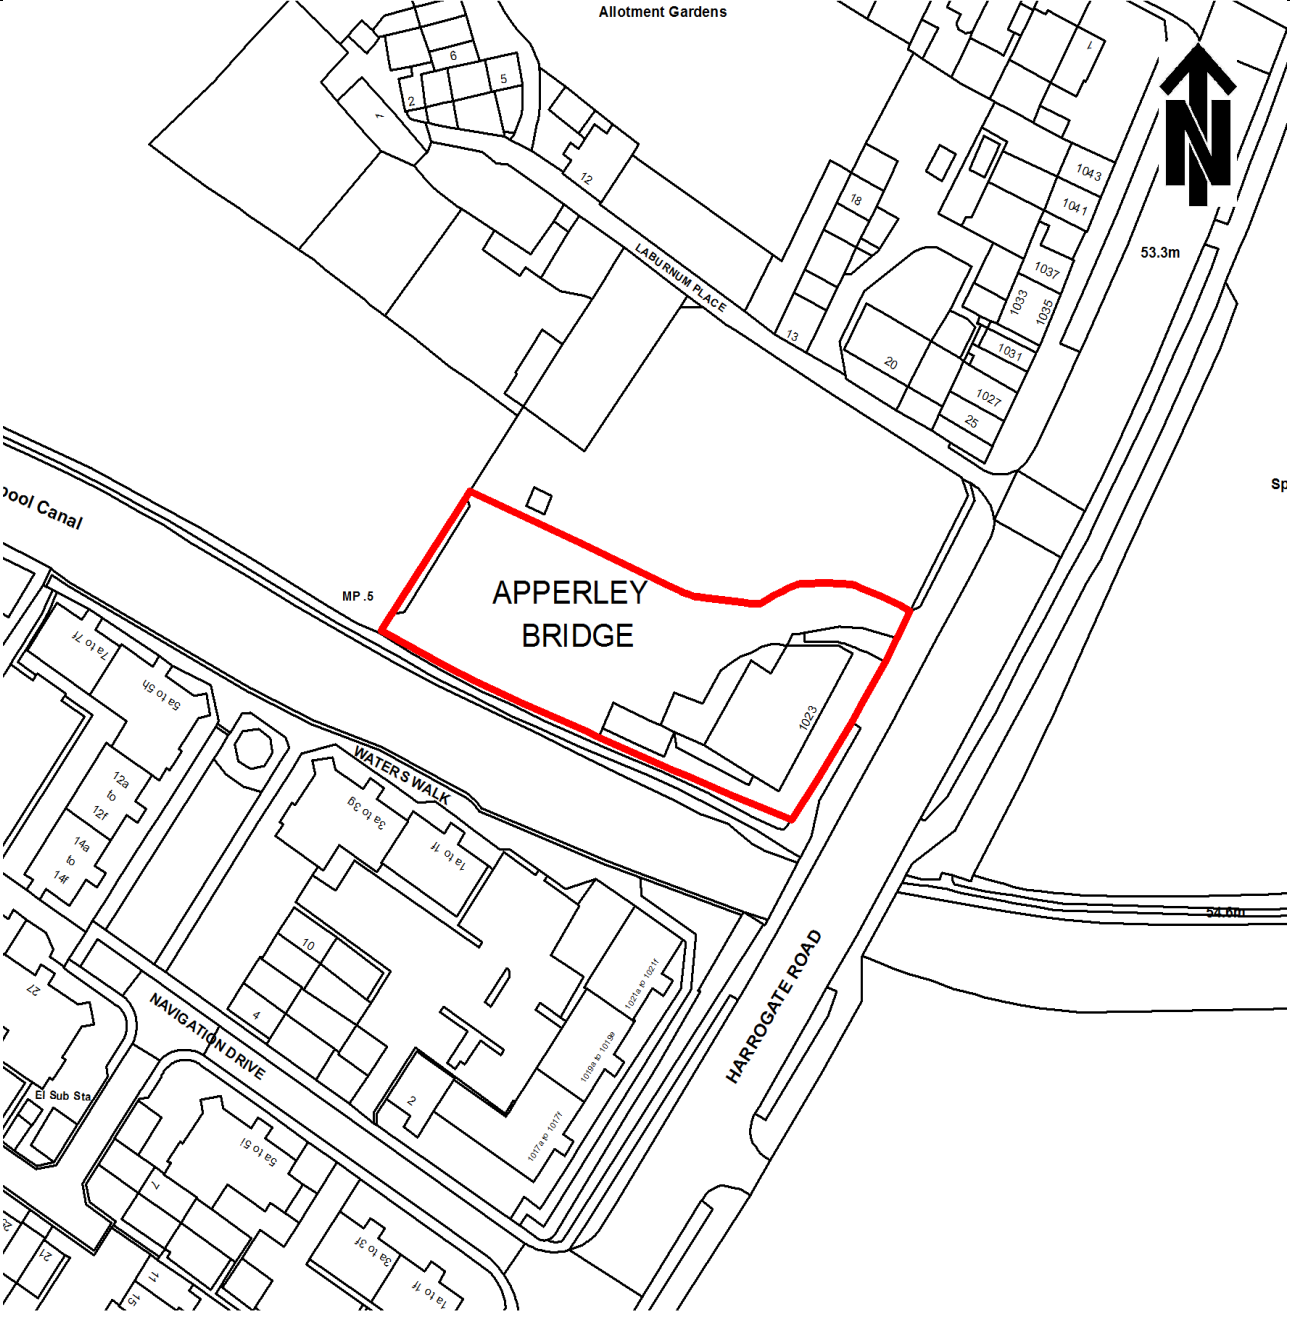 Allotment Gardens
1
6
5
2
1
N
12
1043
18
1041
53.3m
LABURNUM PLACE
1037
1033
1035
13
1031
20
1027
25
Sp
pool Canal
MP .5
APPERLEY
BRIDGE
7a to 7f
5a to 5h
1023
WATERS WALK
12a
to
12f
3a to 3g
1a to 1f
14a
to
14f
54.6m
10
27
1021a to 1021f
HARROGATE ROAD
NAVIGATION DRIVE
4
1019a to 1019e
El Sub Sta
2
1017a to 1017f
5a to 5i
7
3a to 3f
21
11
15
1a to 1f